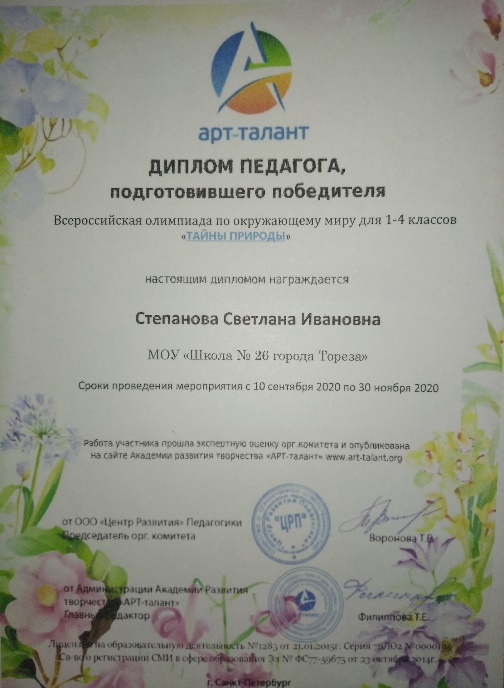 арт-талант
ДИПЛОМ ПЕДАГОГА,
подготовившего победителя
Всероссийская олимпиада по окружающему миру для 1-4 классов
«ТАЙНЫ ПРИРОДЫ»
настоящим дипломом награждается
Степанова Светлана Ивановна
МОУ «Школа № 26 города Тореза»
Сроки проведения мероприятия с 10 сентября 2020 по 30 ноября 2020
Работа участника прошла экспертную оценку орг.комитета и опубликована
на сайте Академии развития творчества «АРТ-талант» www.art-talant.org
от ООО «Центр Развития» Педагогики
Председатель орг. комитета
"ЦРП"
Воронова Т.В.
от Администрации Академии Развития
творчества «АРТ-талант»
Главный редактор
Филиппова Т.Е.
Лицензия на образовательную деятельность №1283 от 21.01.2015г. Серия 78ЛО2 №0000193
Св-во о регистрации СМИ в сфере образования Эл № ФС77-59675 от 23 октября 2014г.
г. Санкт-Петербург